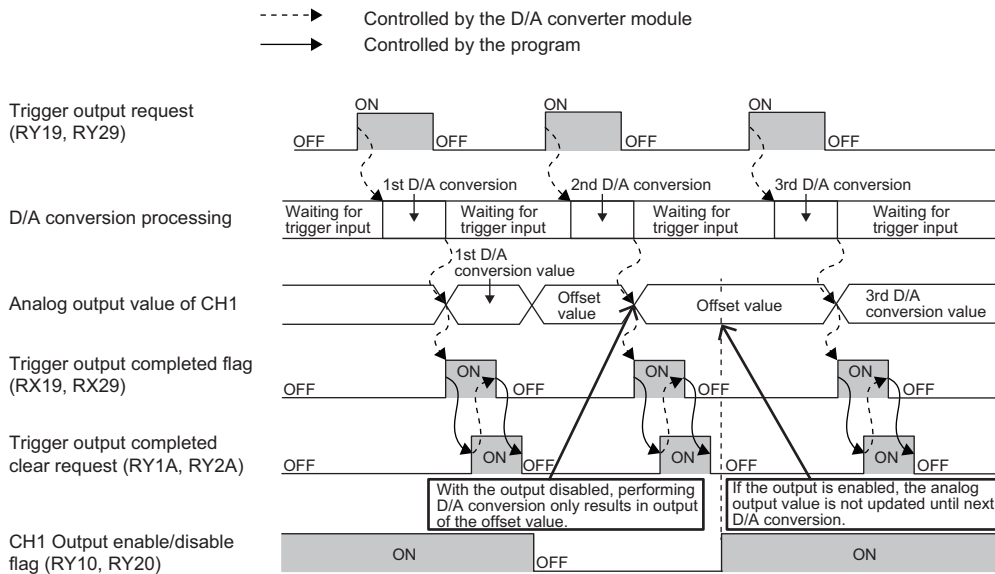 Controlled by the D/A converter module
Controlled by the program
Trigger output request
(RY19, RY29)
OFF
ON
OFF
ON
OFF
ON
OFF
D/A conversion processing
Waiting for
trigger input
1st D/A conversion
Waiting for
trigger input
2nd D/A conversion
Waiting for
trigger input
3rd D/A conversion
Waiting for
trigger input
Analog output value of CH1
1st D/A
conversion value
Offset
value
Offset value
3rd D/A
conversion value
Trigger output completed flag
(RX19, RX29)
OFF
ON
OFF
ON
OFF
ON
OFF
Trigger output completed
clear request (RY1A, RY2A)
OFF
ON
OFF
ON
OFF
ON
OFF
With the output disabled, performing
D/A conversion only results in output
of the offset value.
If the output is enabled, the analog
output value is not updated until next
D/A conversion.
CH1 Output enable/disable
flag (RY10, RY20)
ON
OFF
ON